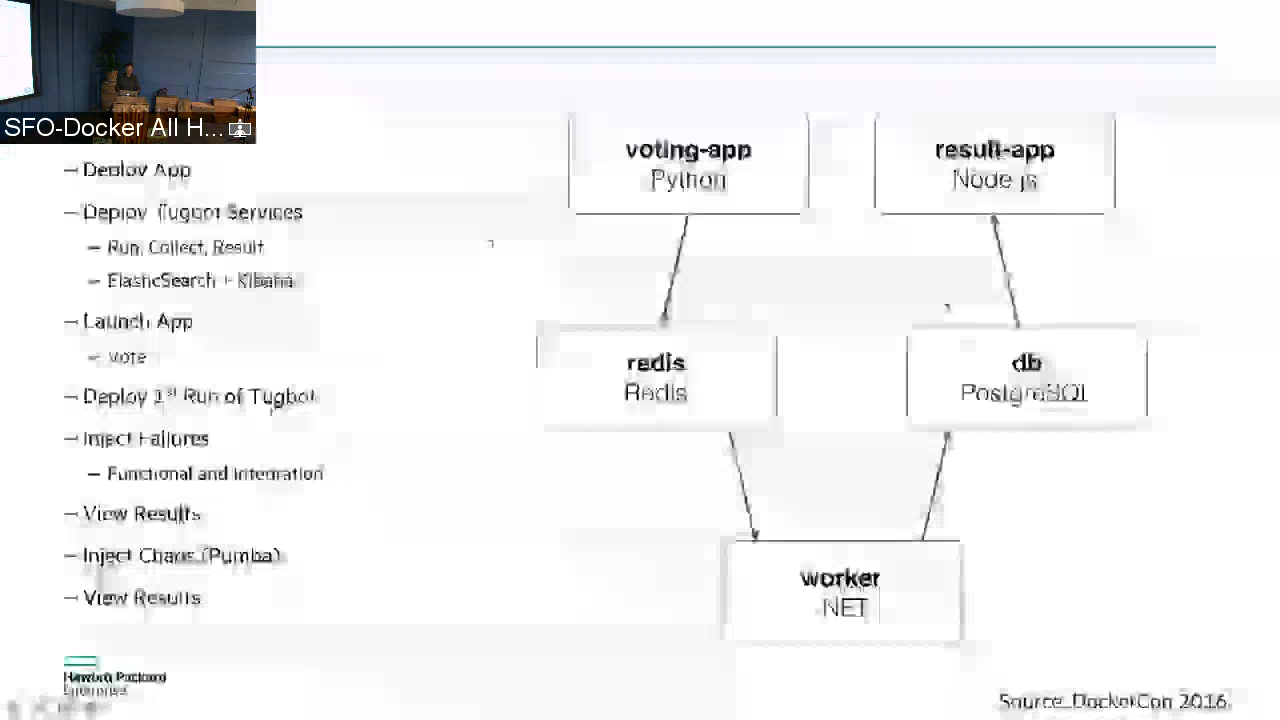 SFO-Docker All H...
– Deploy App
– Deploy Tugbot Services
– Run, Collect, Result
– ElasticSearch + Kibana
– Launch App
– Vote
– Deploy 1st Run of Tugbot
– Inject Failures
– Functional and Integration
– View Results
– Inject Chaos (Pumba)
– View Results
voting-app
Python
result-app
Node.js
redis
Redis
db
PostgreSQL
worker
.NET
Hewlett Packard
Enterprise
Source: DockerCon 2016